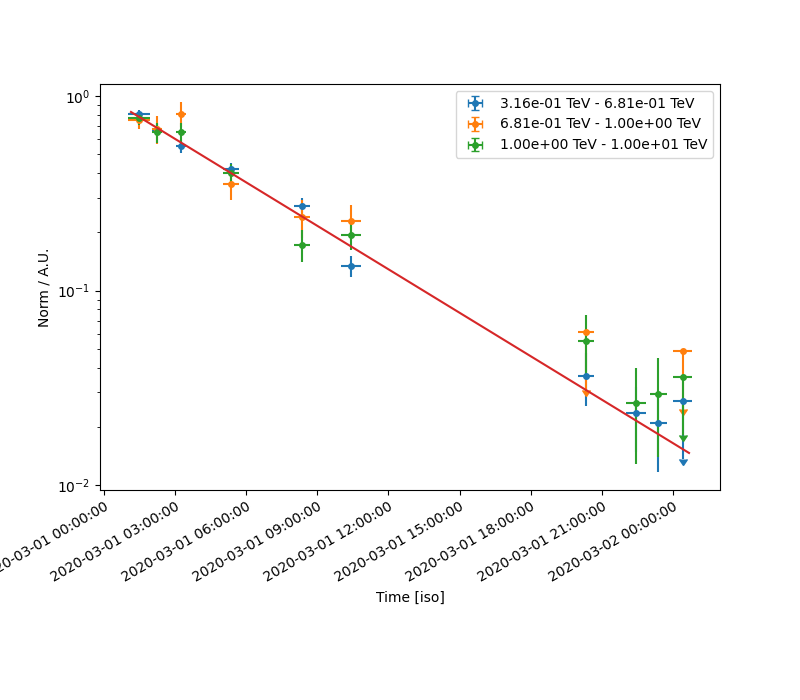 3.16e-01 TeV - 6.81e-01 TeV
6.81e-01 TeV - 1.00e+00 TeV
1.00e+00 TeV - 1.00e+01 TeV
10^0
10^-1
10^-2
Norm / A.U.
20-03-01 00:00:00
2020-03-01 03:00:00
2020-03-01 06:00:00
2020-03-01 09:00:00
2020-03-01 12:00:00
2020-03-01 15:00:00
2020-03-01 18:00:00
2020-03-01 21:00:00
2020-03-02 00:00:00
Time [iso]